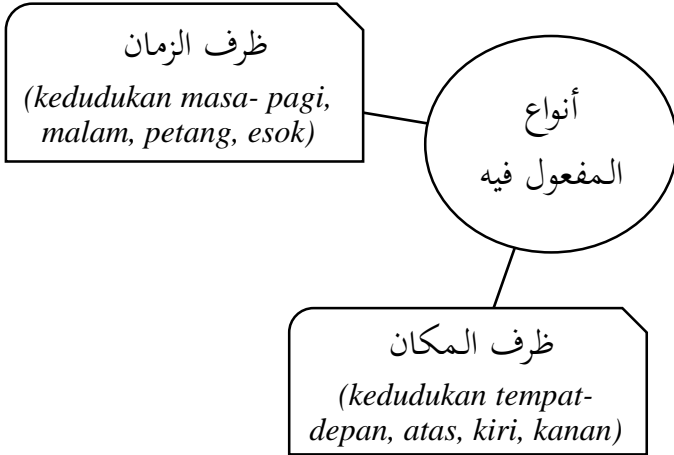 ظرف الزمان
(kedudukan masa- pagi,
malam, petang, esok)
أنواع
المفعول فيه
ظرف المكان
(kedudukan tempat-
depan, atas, kiri, kanan)